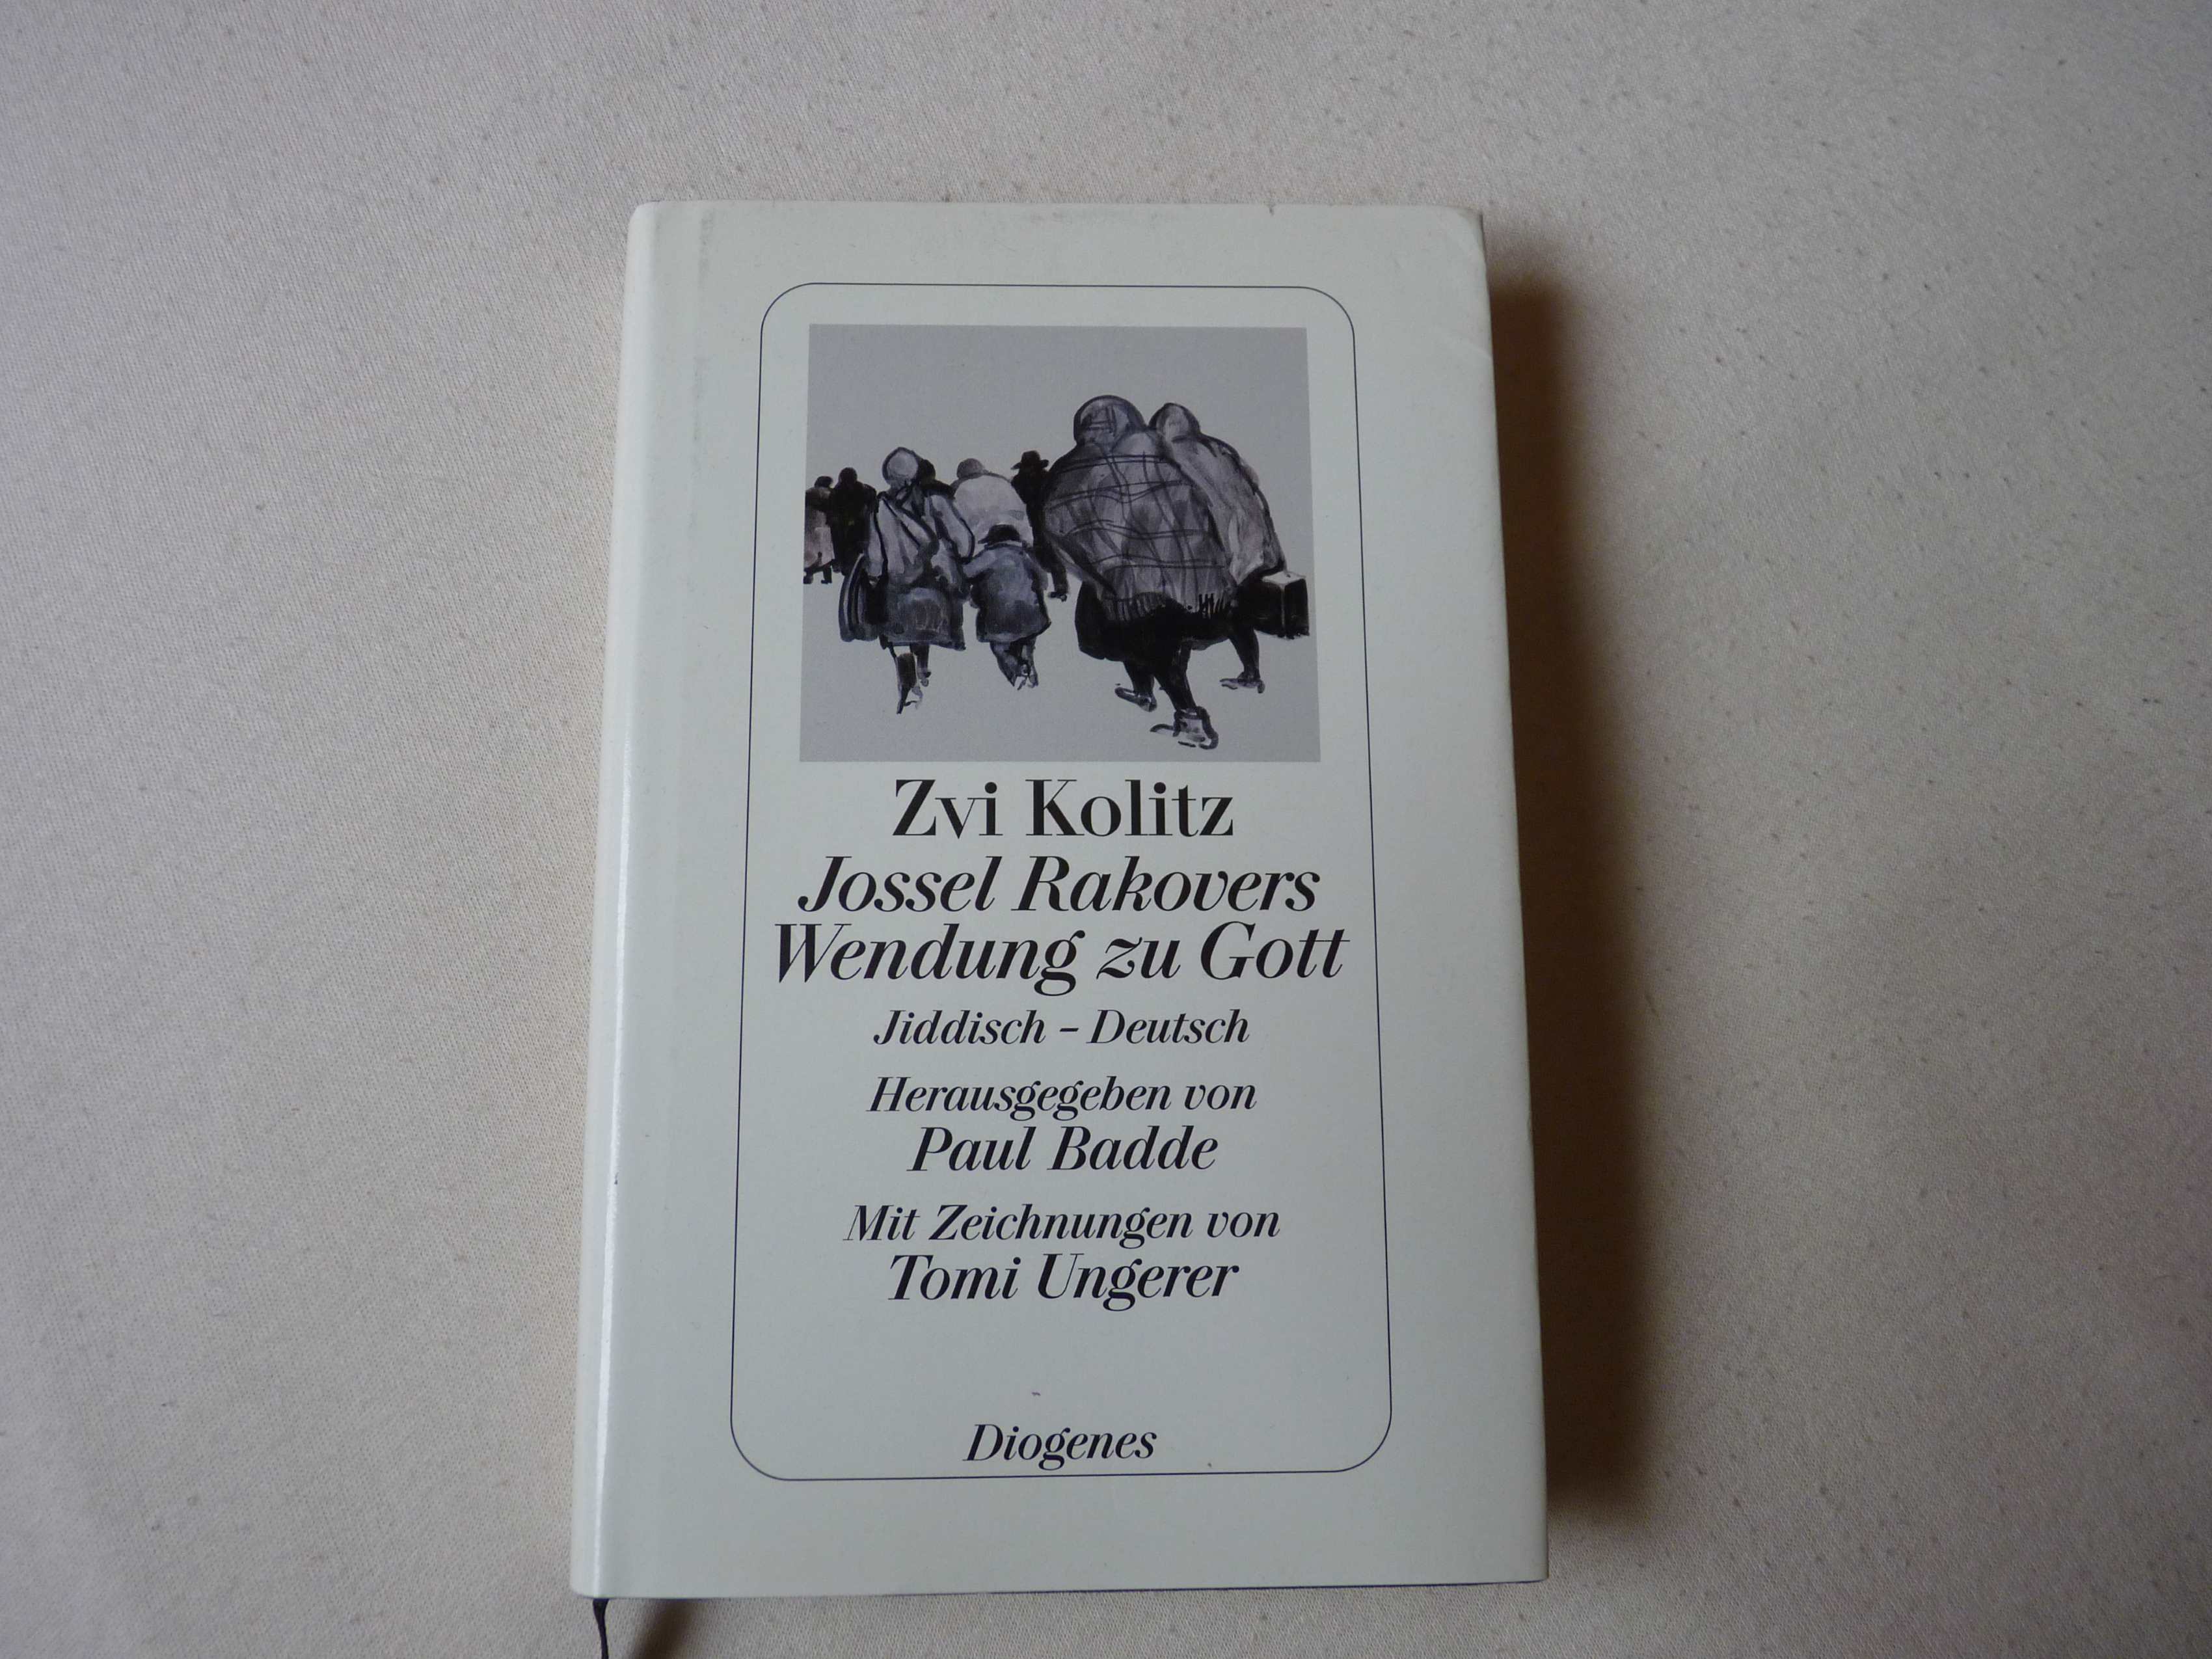 Zvi Kolitz
Jossel Rakovers
Wendung zu Gott
Jiddisch – Deutsch
Herausgegeben von
Paul Badde
Mit Zeichnungen von
Tomi Ungerer
Diogenes